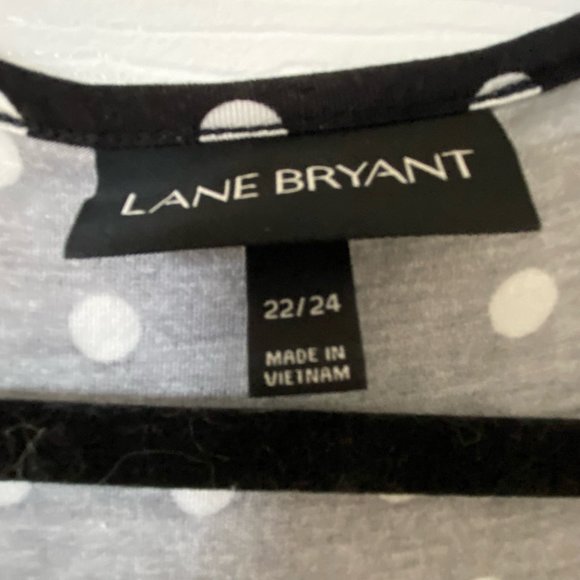 LANE BRYANT
22/24
MADE IN
VIETNAM